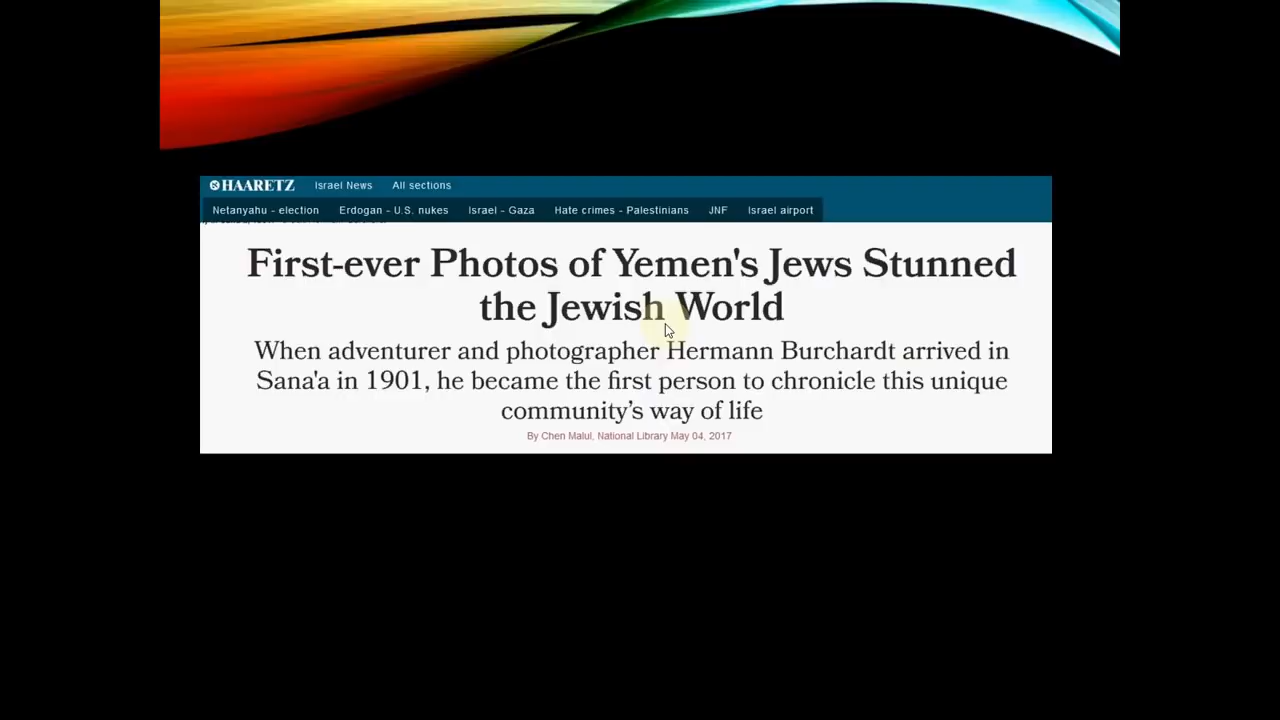 HAARETZ Israel News All sections
Netanyahu - election Erdogan - U.S. nukes Israel - Gaza Hate crimes - Palestinians JNF Israel airport
First-ever Photos of Yemen's Jews Stunned
the Jewish World
When adventurer and photographer Hermann Burchardt arrived in
Sana'a in 1901, he became the first person to chronicle this unique
community’s way of life
By Chen Malul, National Library May 04, 2017